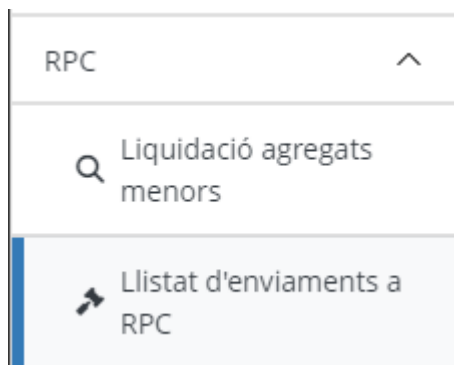 RPC
Liquidació agregats
menors
Llistat d'enviaments a
RPC